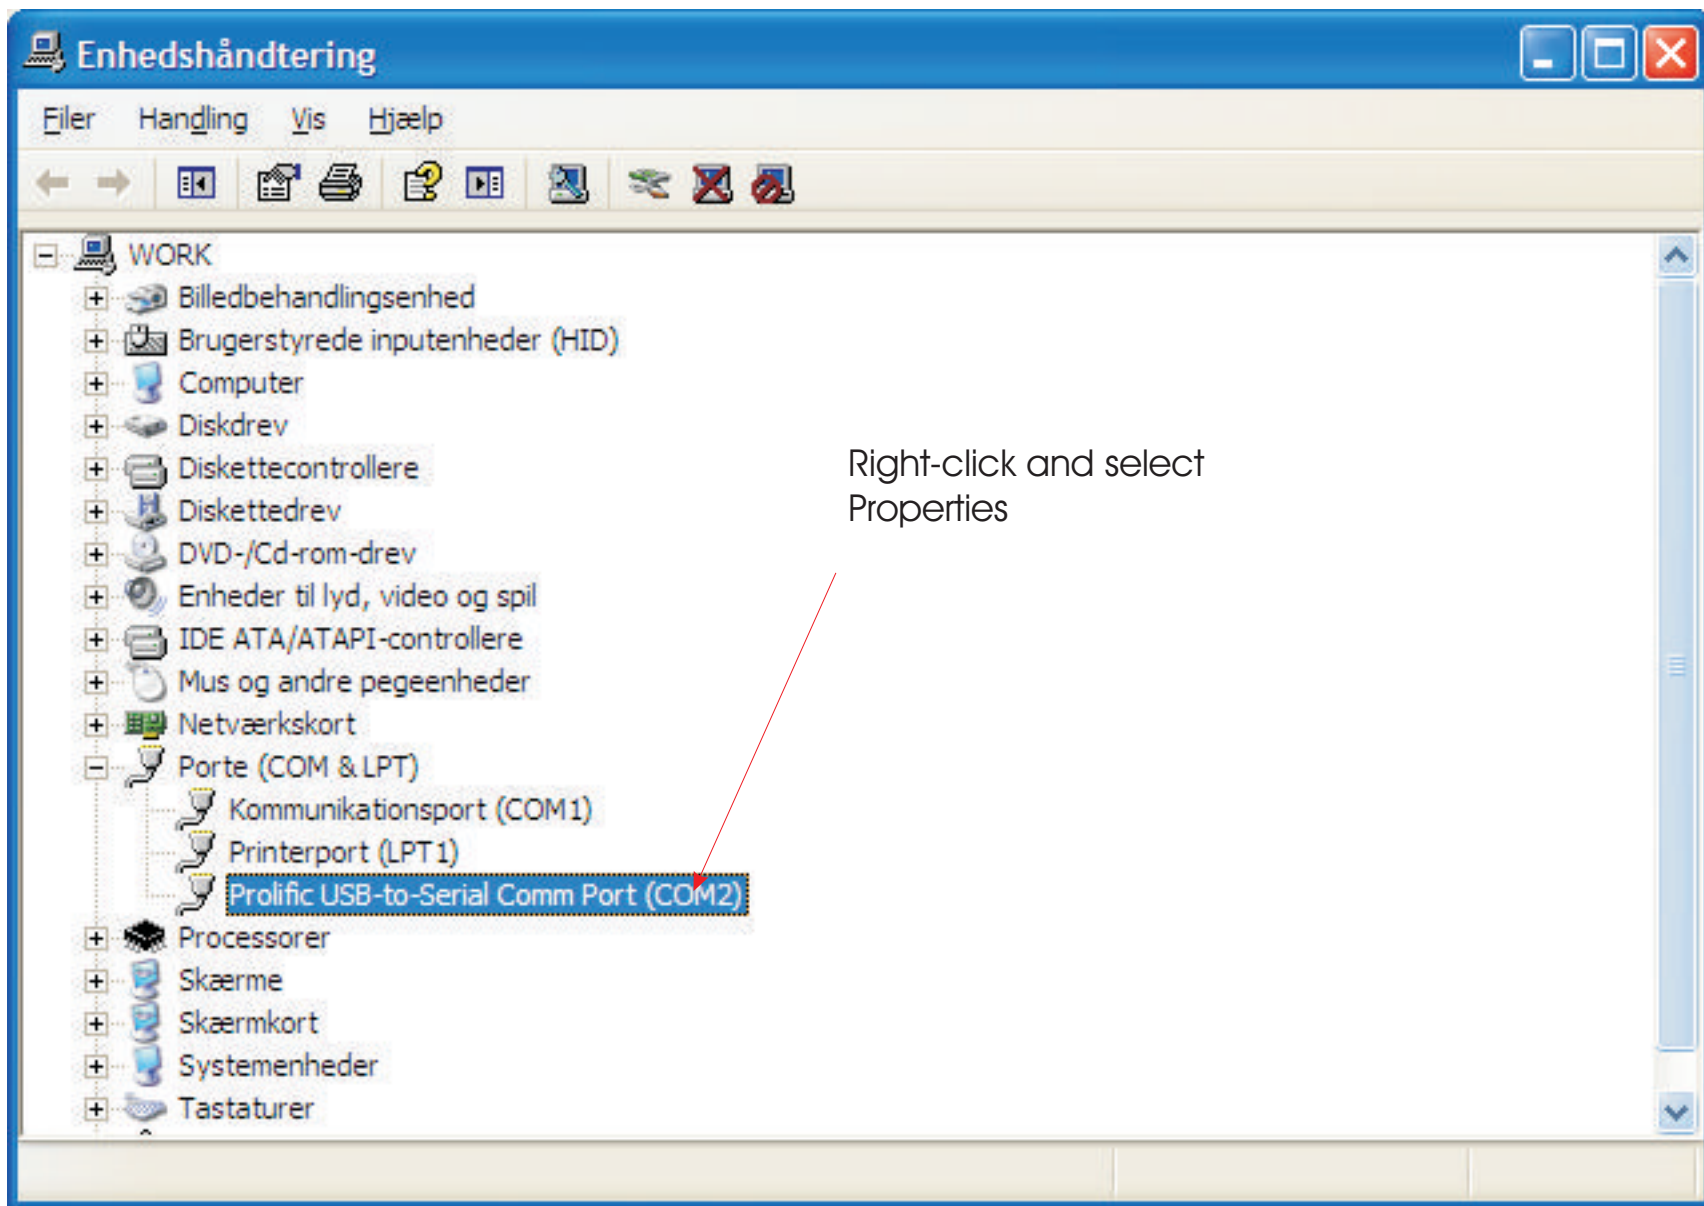 Enhedshåndtering
Filer Handling Vis Hjælp
WORK
Billedbehandlingsenhed
Brugerstyrede inputenheder (HID)
Computer
Diskdrev
Diskettecontrollere
Right-click and select
Properties
Diskettedrev
DVD-/Cd-rom-drev
Enheder til lyd, video og spil
IDE ATA/ATAPI-controllere
Mus og andre pegeenheder
Netværkskort
Porte (COM & LPT)
Kommunikationsport (COM1)
Printerport (LPT1)
Prolific USB-to-Serial Comm Port (COM2)
Processorer
Skærme
Skærmkort
Systemenheder
Tastaturer